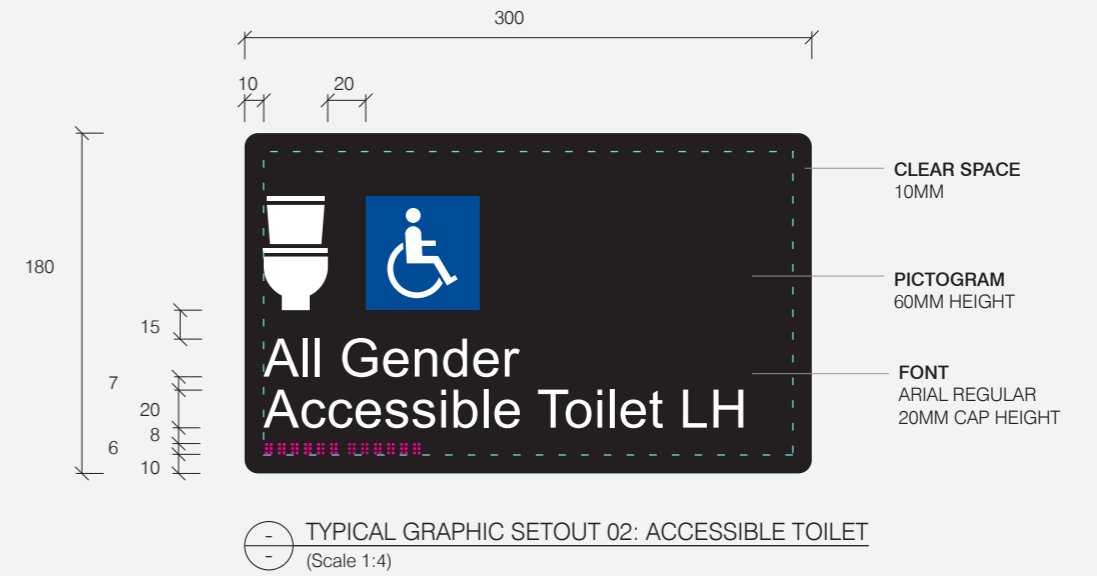 300
10
20
CLEAR SPACE
10MM
180
PICTOGRAM
60MM HEIGHT
15
All Gender
7
FONT
ARIAL REGULAR
20MM CAP HEIGHT
20
Accessible Toilet LH
8
6
10
⠿⠿⠿⠿⠿⠿ ⠿⠿⠿⠿⠿⠿
-
-
TYPICAL GRAPHIC SETOUT 02: ACCESSIBLE TOILET
(Scale 1:4)